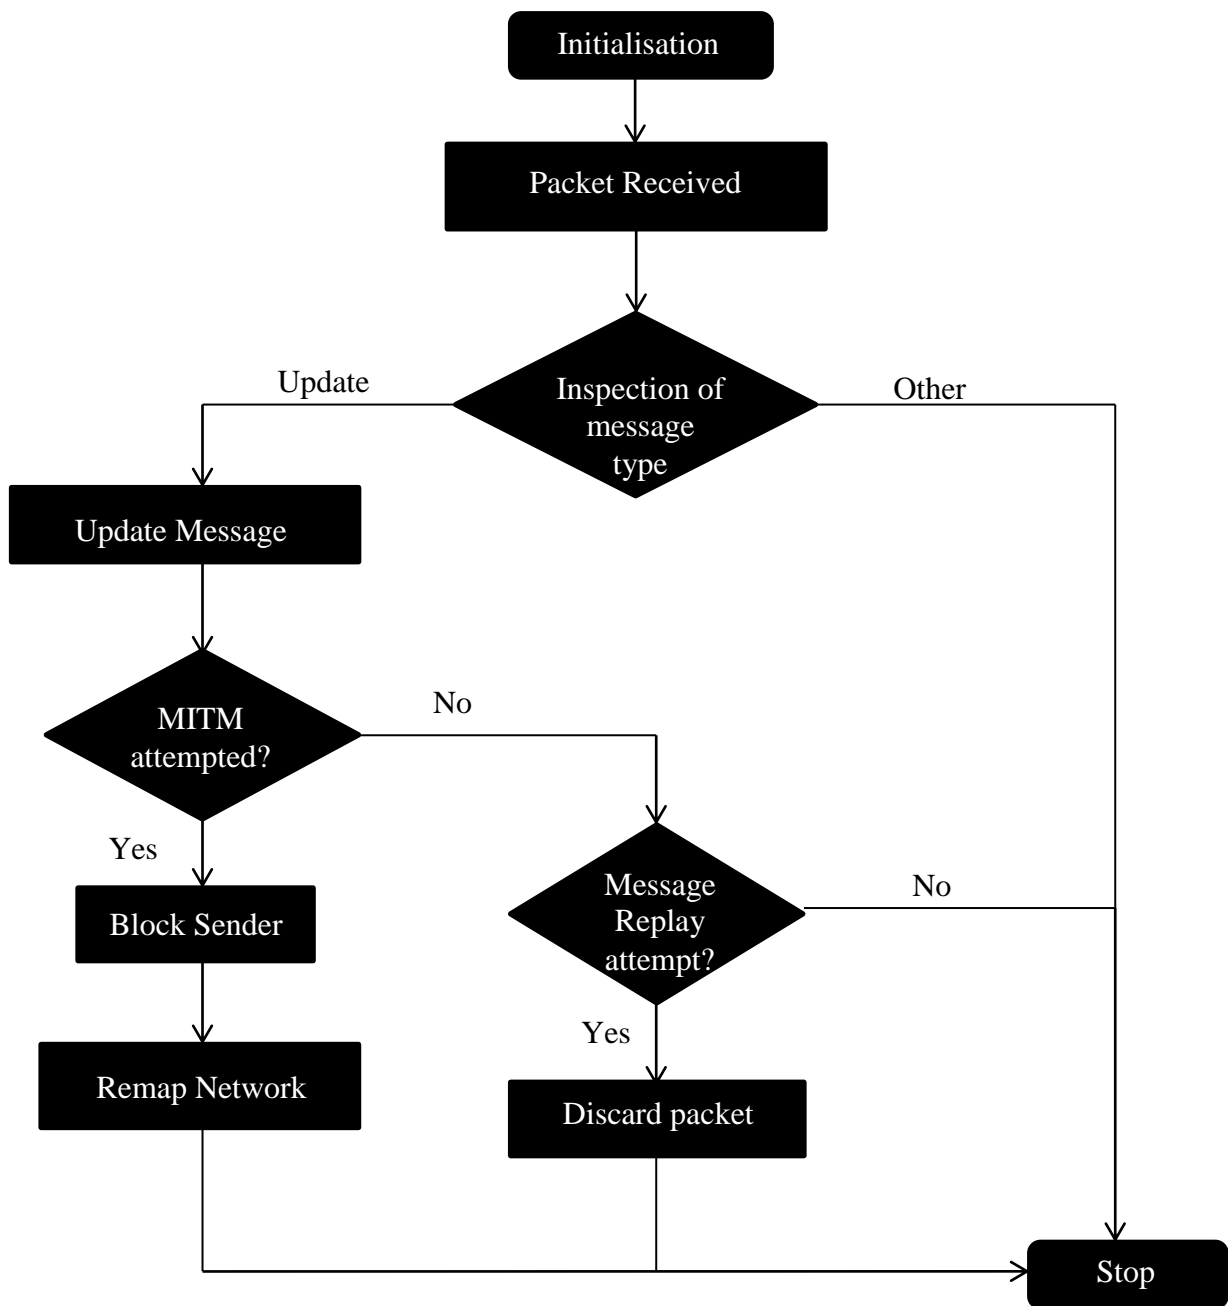 Initialisation
Packet Received
Update
Inspection of
message
type
Other
Update Message
MITM
attempted?
No
Yes
Message
Replay
attempt?
No
Block Sender
Yes
Remap Network
Discard packet
Stop